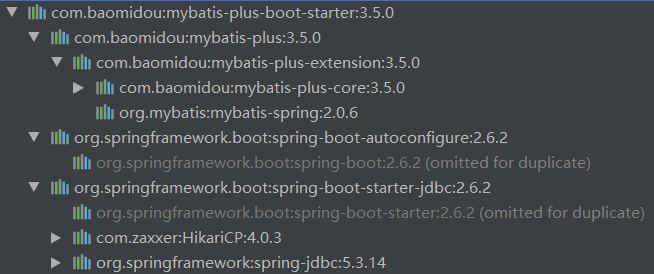 com.baomidou:mybatis-plus-boot-starter:3.5.0
com.baomidou:mybatis-plus:3.5.0
com.baomidou:mybatis-plus-extension:3.5.0
com.baomidou:mybatis-plus-core:3.5.0
org.mybatis:mybatis-spring:2.0.6
org.springframework.boot:spring-boot-autoconfigure:2.6.2
org.springframework.boot:spring-boot:2.6.2 (omitted for duplicate)
org.springframework.boot:spring-boot-starter-jdbc:2.6.2
org.springframework.boot:spring-boot-starter:2.6.2 (omitted for duplicate)
com.zaxxer:HikariCP:4.0.3
org.springframework:spring-jdbc:5.3.14